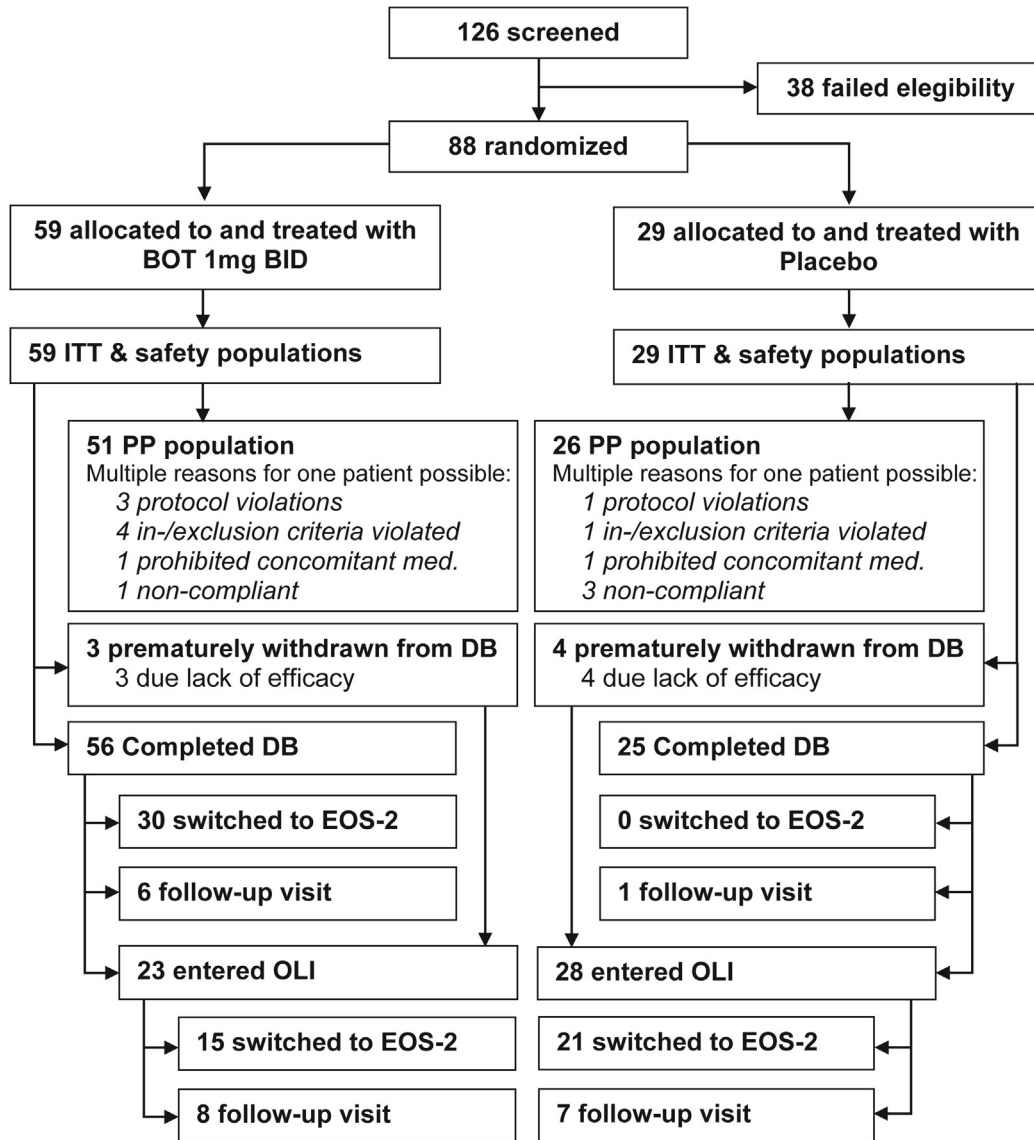 126 screened
38 failed elegibility
88 randomized
59 allocated to and treated with
BOT 1mg BID
29 allocated to and treated with
Placebo
59 ITT & safety populations
29 ITT & safety populations
51 PP population
Multiple reasons for one patient possible:
3 protocol violations
4 in-/exclusion criteria violated
1 prohibited concomitant med.
1 non-compliant
26 PP population
Multiple reasons for one patient possible:
1 protocol violations
1 in-/exclusion criteria violated
1 prohibited concomitant med.
3 non-compliant
3 prematurely withdrawn from DB
3 due lack of efficacy
4 prematurely withdrawn from DB
4 due lack of efficacy
56 Completed DB
25 Completed DB
30 switched to EOS-2
0 switched to EOS-2
6 follow-up visit
1 follow-up visit
23 entered OLI
28 entered OLI
15 switched to EOS-2
21 switched to EOS-2
8 follow-up visit
7 follow-up visit